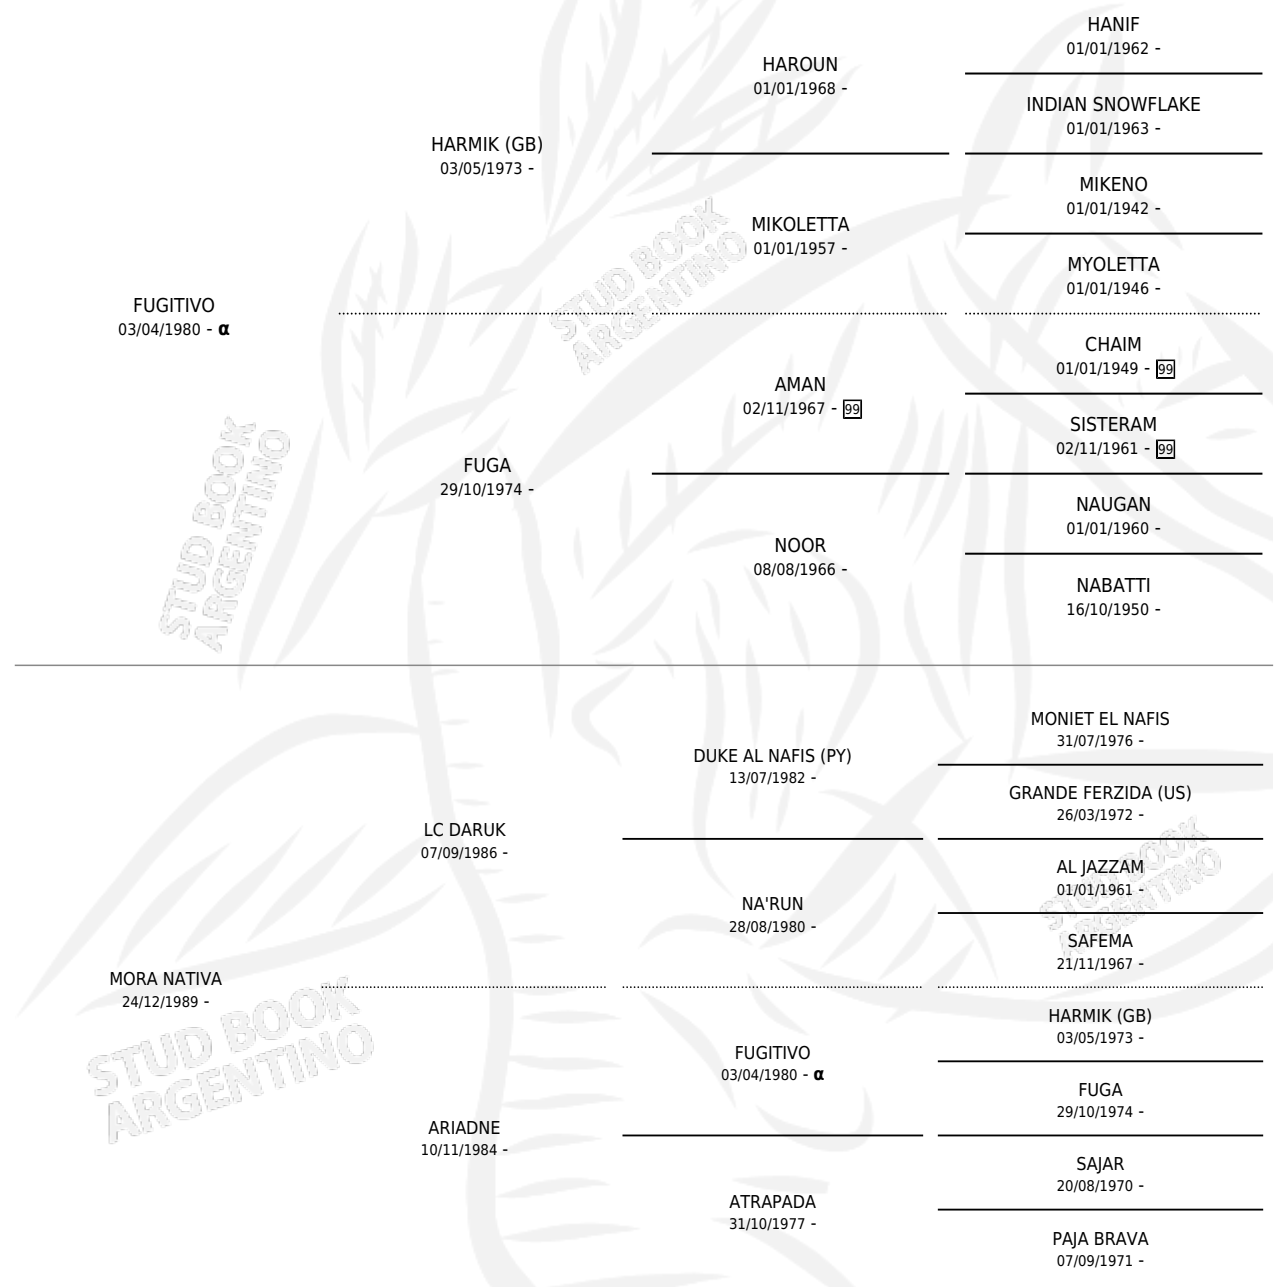 HANIF
01/01/1962 -
HAROUN
01/01/1968 -
INDIAN SNOWFLAKE
01/01/1963 -
HARMIK (GB)
03/05/1973 -
MIKENO
01/01/1942 -
MIKOLETTA
01/01/1957 -
MYOLETTA
01/01/1946 -
FUGITIVO
03/04/1980 - α
CHAIM
01/01/1949 - 99
AMAN
02/11/1967 - 99
SISTERAM
02/11/1961 - 99
FUGA
29/10/1974 -
NAUGAN
01/01/1960 -
NOOR
08/08/1966 -
NABATTI
16/10/1950 -
STUD BOOK
ARGENTINO
STUD BOOK
ARGENTINO
MONIET EL NAFIS
31/07/1976 -
DUKE AL NAFIS (PY)
13/07/1982 -
GRANDE FERZIDA (US)
26/03/1972 -
LC DARUK
07/09/1986 -
AL JAZZAM
01/01/1961 -
NA'RUN
28/08/1980 -
SAFEMA
21/11/1967 -
MORA NATIVA
24/12/1989 -
HARMIK (GB)
03/05/1973 -
FUGITIVO
03/04/1980 - α
FUGA
29/10/1974 -
ARIADNE
10/11/1984 -
SAJAR
20/08/1970 -
ATRAPADA
31/10/1977 -
PAJA BRAVA
07/09/1971 -
STUD BOOK
ARGENTINO
STUD BOOK
ARGENTINO